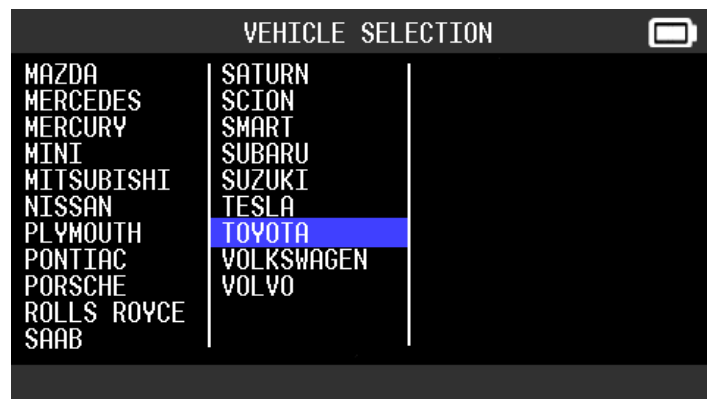 VEHICLE SELECTION
MAZDA
MERCEDES
MERCURY
MINI
MITSUBISHI
NISSAN
PLYMOUTH
PONTIAC
PORSCHE
ROLLS ROYCE
SAAB
SATURN
SCION
SMART
SUBARU
SUZUKI
TESLA
TOYOTA
VOLKSWAGEN
VOLVO